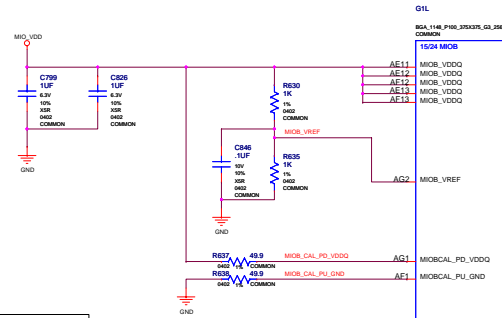 G1L
BGA_1148_P100_375X375_G3_256
COMMON
15/24 MIOB
MIO_VDD
C799
1UF
6.3V
10%
X5R
0402
COMMON
C826
1UF
6.3V
10%
X5R
0402
COMMON
GND
R630
1K
1%
0402
COMMON
MIOB_VREF
C846
.1UF
10V
10%
X5R
0402
COMMON
R635
1K
1%
0402
COMMON
GND
AE11 MIOB_VDDQ
AE12 MIOB_VDDQ
AF12 MIOB_VDDQ
AE13 MIOB_VDDQ
AF13 MIOB_VDDQ
AG2 MIOB_VREF
R637 49.9 MIOB_CAL_PD_VDDQ AG1 MIOBCAL_PD_VDDQ
0402 1% COMMON
R638 49.9 MIOB_CAL_PU_GND AF1 MIOBCAL_PU_GND
0402 1% COMMON
GND